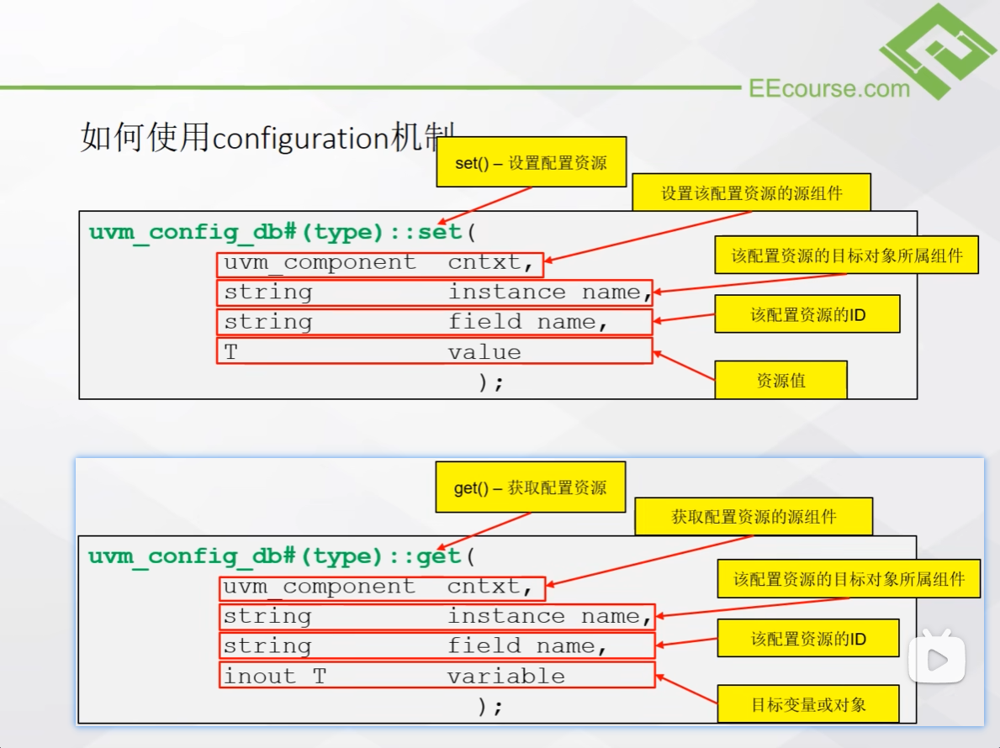 EEcourse.com
如何使用configuration机制
set() – 设置配置资源
设置该配置资源的源组件
uvm_config_db#(type)::set(
uvm_component cntxt,
该配置资源的目标对象所属组件
string instance name,
string field name,
该配置资源的ID
T value
资源值
);
get() – 获取配置资源
获取配置资源的源组件
uvm_config_db#(type)::get(
uvm_component cntxt,
该配置资源的目标对象所属组件
string instance name,
string field name,
该配置资源的ID
inout T variable
目标变量或对象
);